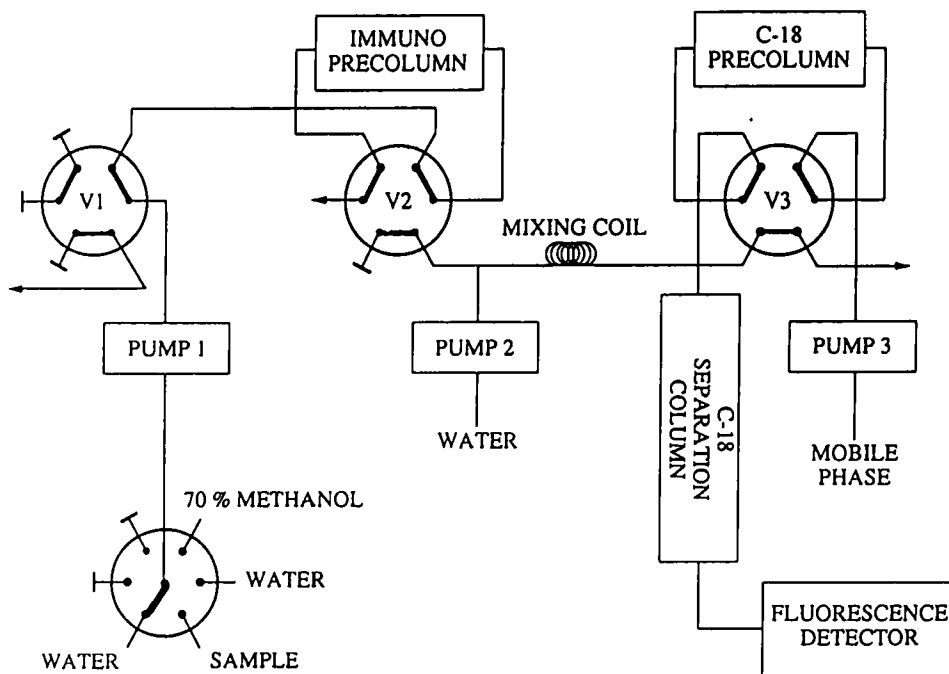 IMMUNO
PRECOLUMN
C-18
PRECOLUMN
V1
V2
V3
MIXING COIL
PUMP 1
PUMP 2
PUMP 3
WATER
C-18
SEPARATION
COLUMN
MOBILE
PHASE
70 % METHANOL
WATER
WATER
SAMPLE
FLUORESCENCE
DETECTOR